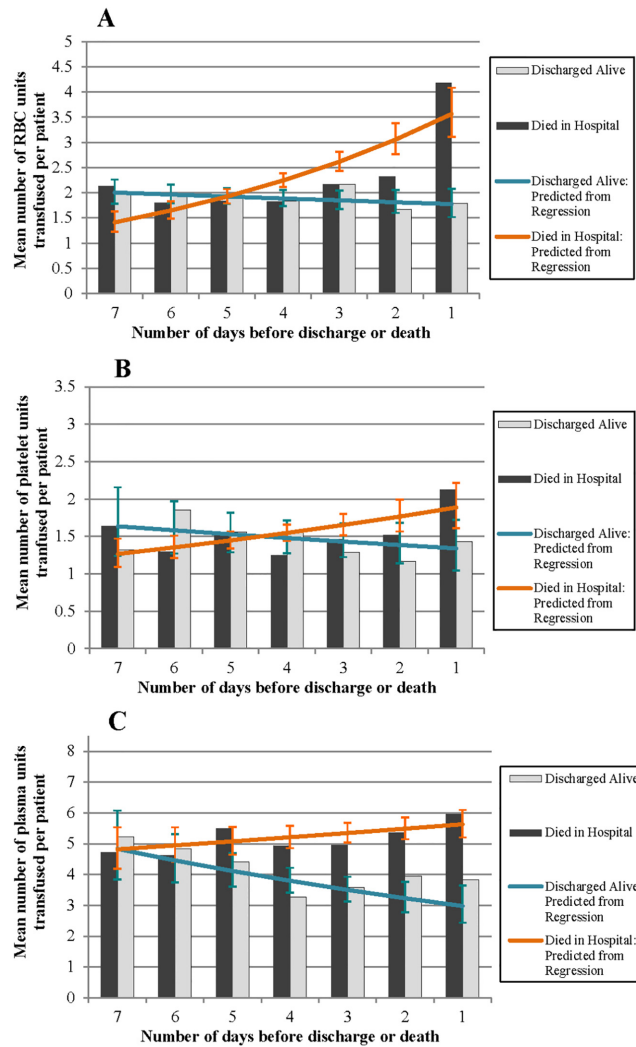 A
Mean number of RBC units
transfused per patient
5
4.5
4
3.5
3
2.5
2
1.5
1
0.5
0
7 6 5 4 3 2 1
Number of days before discharge or death
Discharged Alive
Died in Hospital
Discharged Alive:
Predicted from
Regression
Died in Hospital:
Predicted from
Regression
B
Mean number of platelet units
tranfused per patient
3.5
3
2.5
2
1.5
1
0.5
0
7 6 5 4 3 2 1
Number of days before discharge or death
Discharged Alive
Died in Hospital
Discharged Alive:
Predicted from
Regression
Died in Hospital:
Predicted from
Regression
C
Mean number of plasma units
transfused per patient
8
7
6
5
4
3
2
1
0
7 6 5 4 3 2 1
Number of days before discharge or death
Discharged Alive
Died in Hospital
Discharged Alive
Predicted from
Regression
Died in Hospital:
Predicted from
Regression